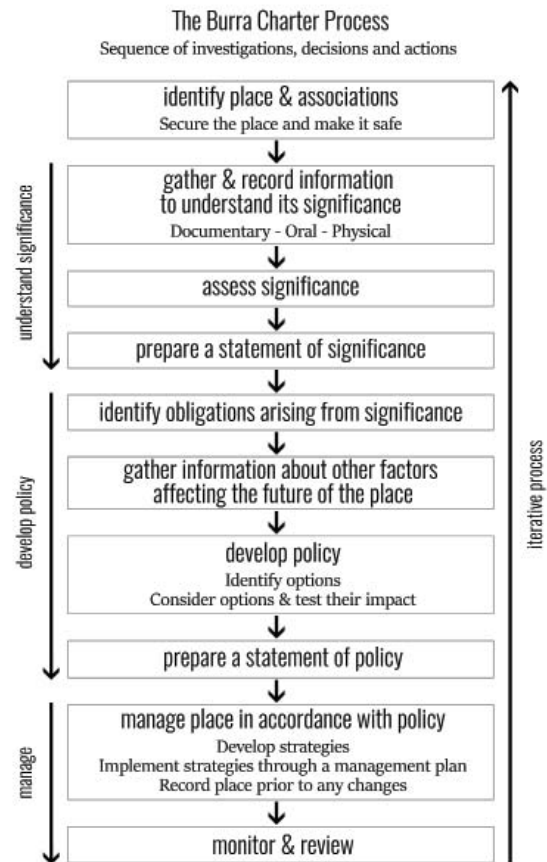 The Burra Charter Process
Sequence of investigations, decisions and actions
identify place & associations
Secure the place and make it safe
gather & record information
to understand its significance
Documentary - Oral - Physical
assess significance
prepare a statement of significance
understand significance
identify obligations arising from significance
gather information about other factors
affecting the future of the place
develop policy
Identify options
Consider options & test their impact
prepare a statement of policy
develop policy
manage place in accordance with policy
Develop strategies
Implement strategies through a management plan
Record place prior to any changes
monitor & review
manage
iterative process